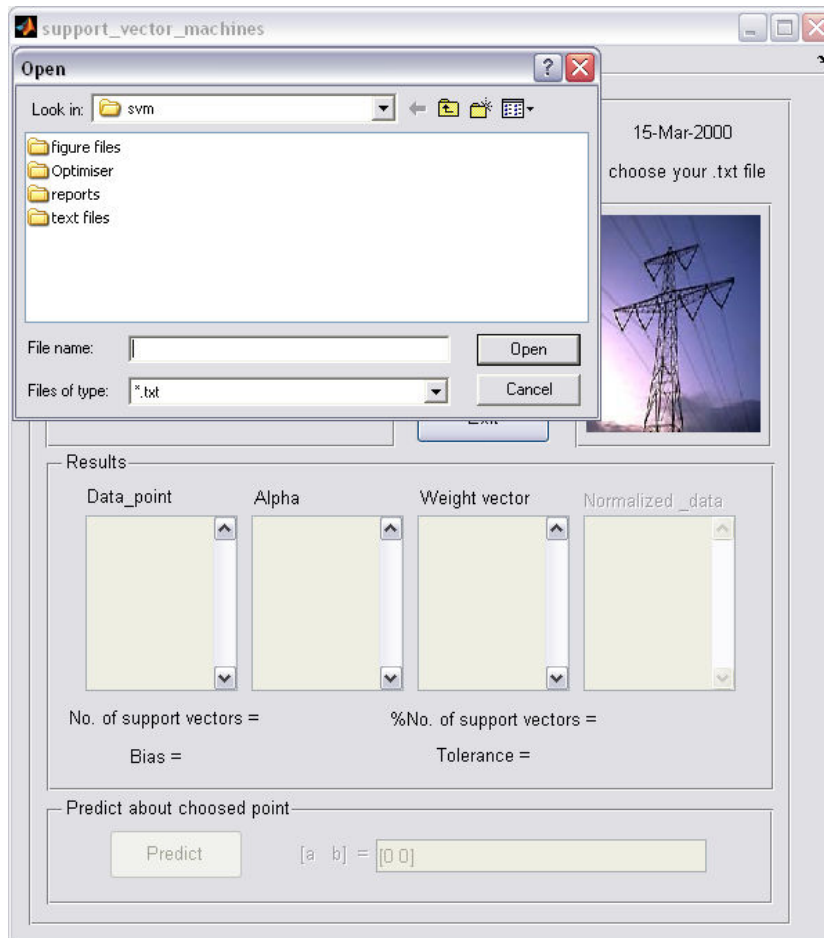 support_vector_machines
Open
Look in: svm
figure files
Optimiser
reports
text files
File name:
Open
Files of type: *.txt
Cancel
15-Mar-2000
choose your .txt file
Results
Data_point Alpha Weight vector Normalized _data
No. of support vectors = %No. of support vectors =
Bias = Tolerance =
Predict about choosed point
Predict [a b] = [0 0]